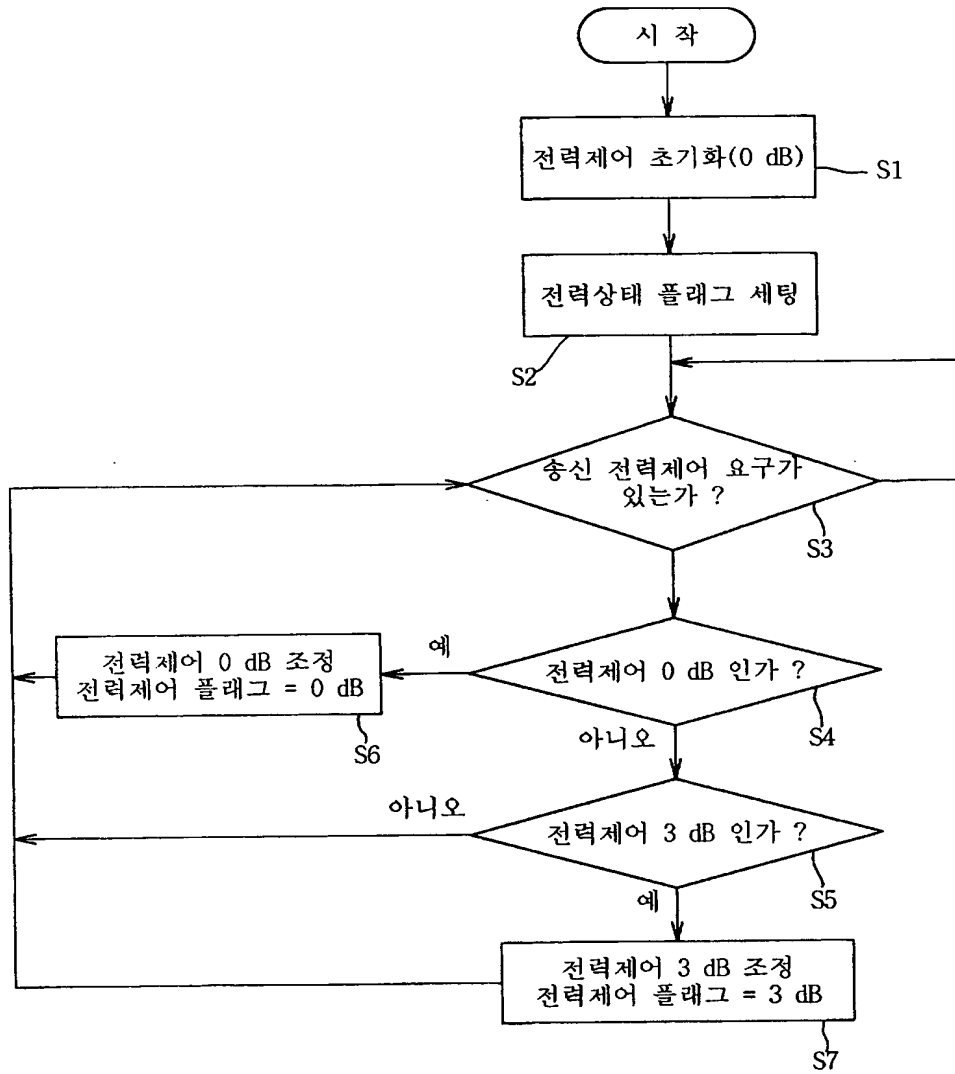 시 작
전력제어 초기화(0 dB)
S1
전력상태 플래그 세팅
S2
송신 전력제어 요구가
있는가 ?
S3
예
전력제어 0 dB 조정
전력제어 플래그 = 0 dB
S6
전력제어 0 dB 인가 ?
S4
아니오
아니오
전력제어 3 dB 인가 ?
S5
예
전력제어 3 dB 조정
전력제어 플래그 = 3 dB
S7